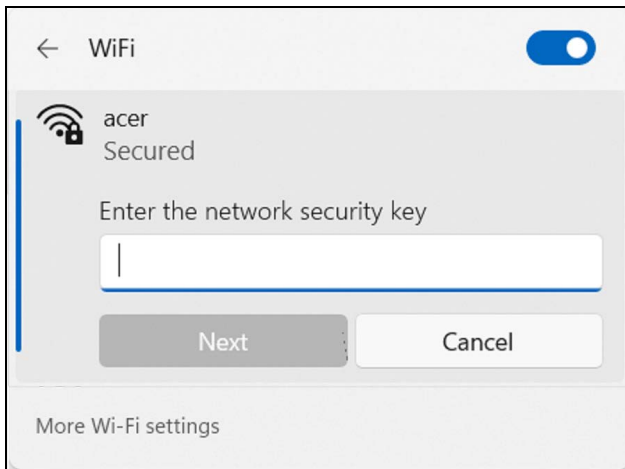 WiFi
acer
Secured
Enter the network security key
Next Cancel
More Wi-Fi settings